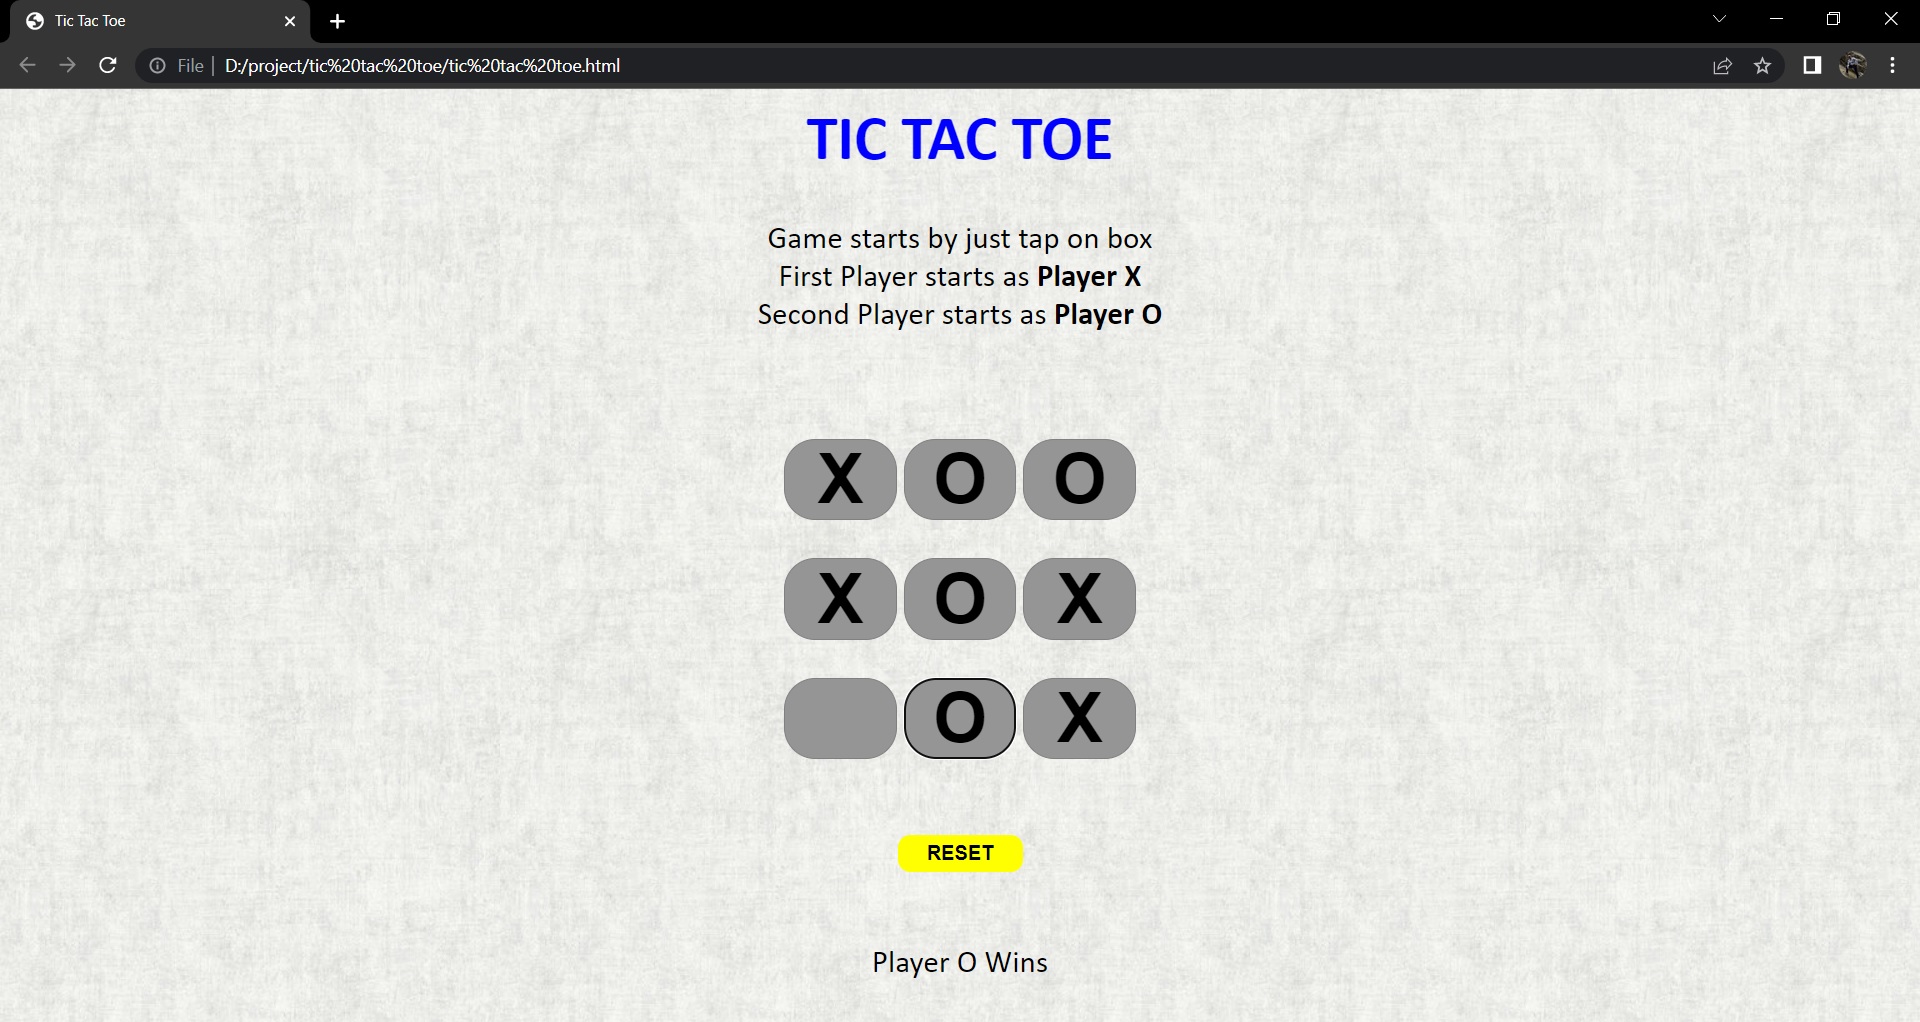 Tic Tac Toe
File | D:/project/tic%20tac%20toe/tic%20tac%20toe.html
TIC TAC TOE
Game starts by just tap on box
First Player starts as Player X
Second Player starts as Player O
X O O
X O X
O X
RESET
Player O Wins